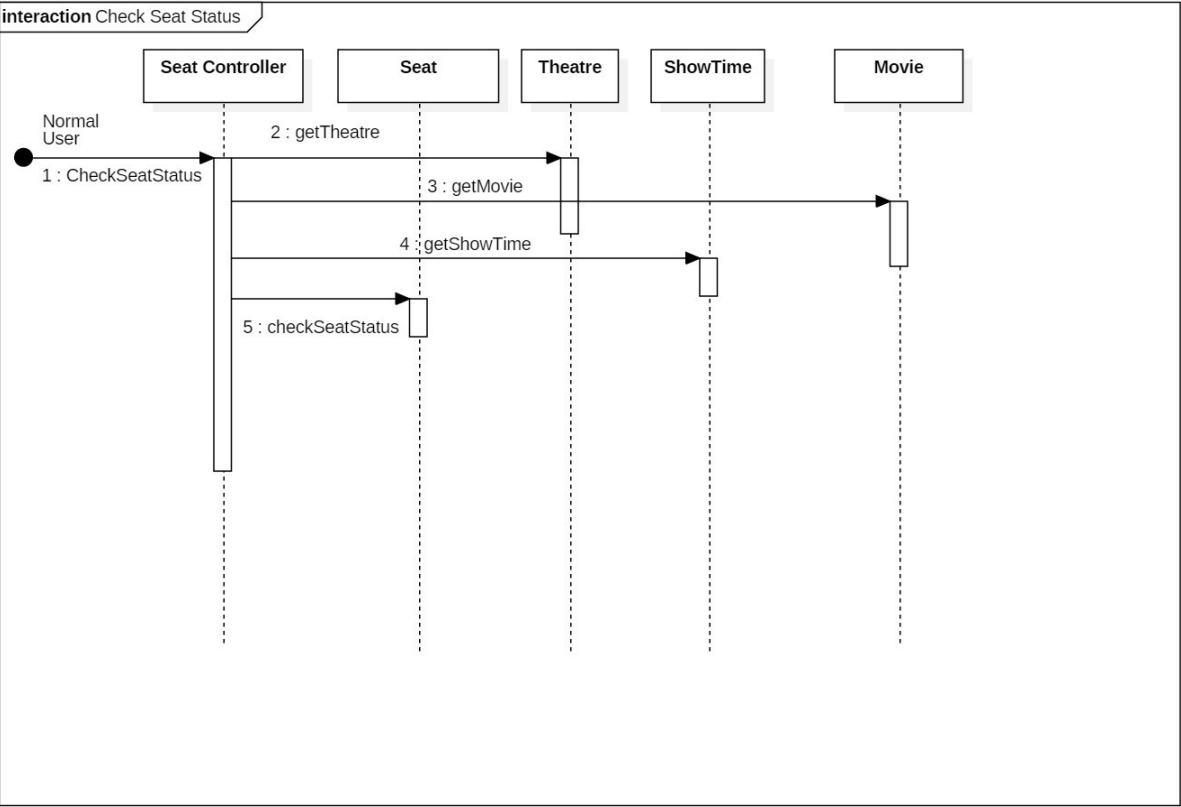 interaction Check Seat Status
Seat Controller
Seat
Theatre
ShowTime
Movie
Normal
User
2 : getTheatre
1 : CheckSeatStatus
3 : getMovie
4 : getShowTime
5 : checkSeatStatus